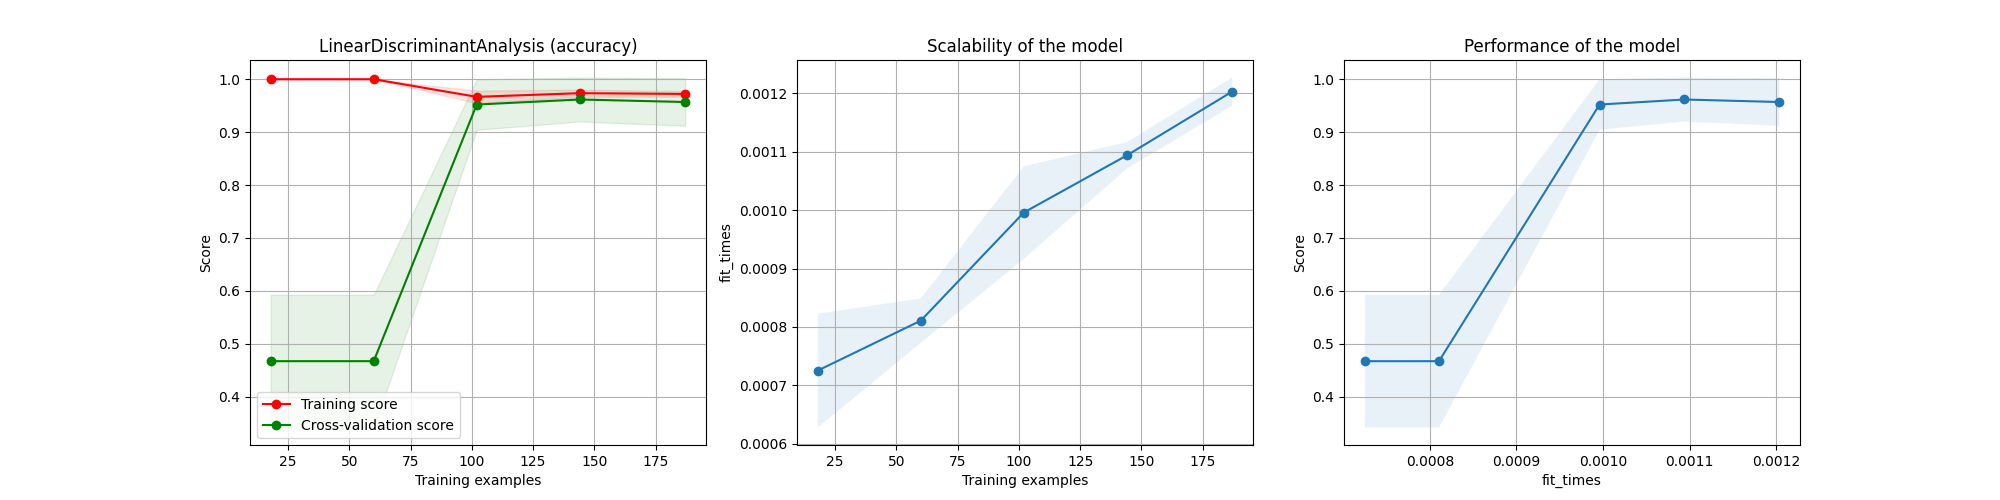 LinearDiscriminantAnalysis (accuracy)
1.0
0.9
0.8
0.7
0.6
0.5
0.4
Score
Training score
Cross-validation score
25 50 75 100 125 150 175
Training examples
Scalability of the model
0.0012
0.0011
0.0010
0.0009
0.0008
0.0007
0.0006
fit_times
25 50 75 100 125 150 175
Training examples
Performance of the model
1.0
0.9
0.8
0.7
0.6
0.5
0.4
Score
0.0008 0.0009 0.0010 0.0011 0.0012
fit_times